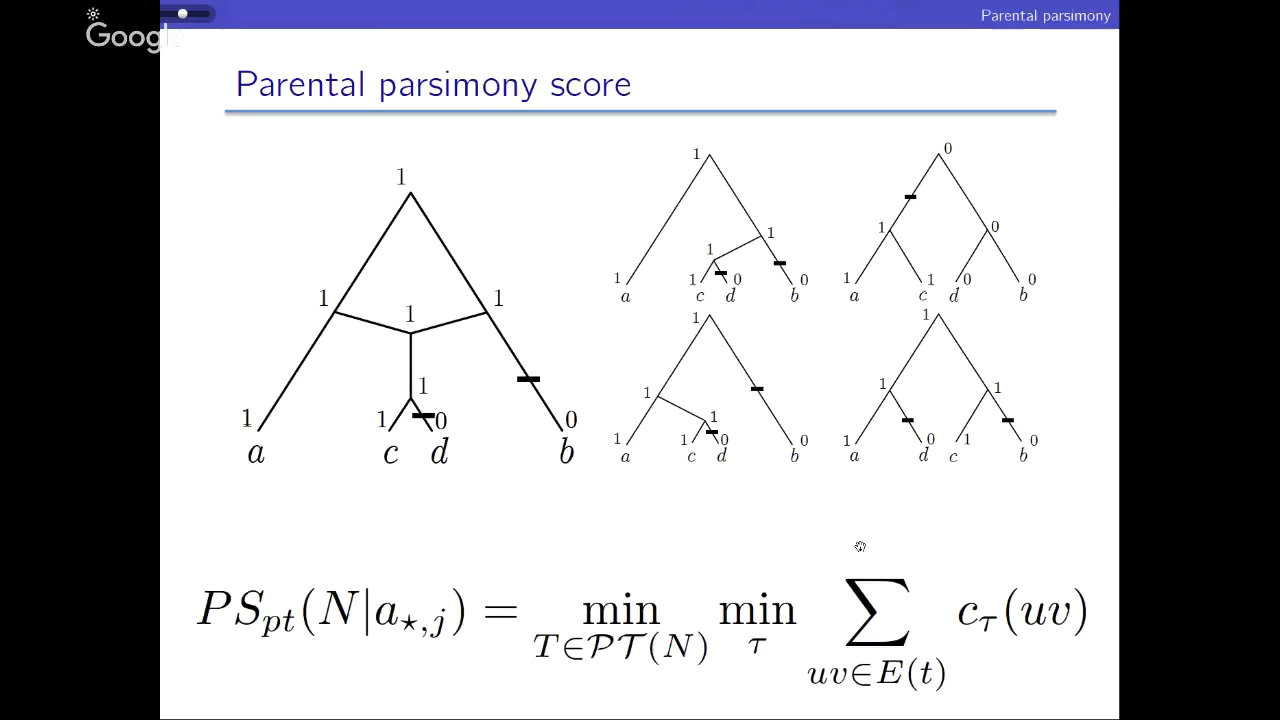 Parental parsimony
Google
Parental parsimony score
1
1 1
1
1
1 1 0 0
a c d b
1
1
1
1 1 0 0
a c d b
0
1 0
1 1 0 0
a c d b
1
1
1
1 1 0 0
a c d b
1
1 1
1 0 1 0
a d c b
PS_{pt}(N|a_{⋆,j}) = min_{T∈𝒫𝒯(N)} min_τ ∑_{uv∈E(t)} c_τ(uv)